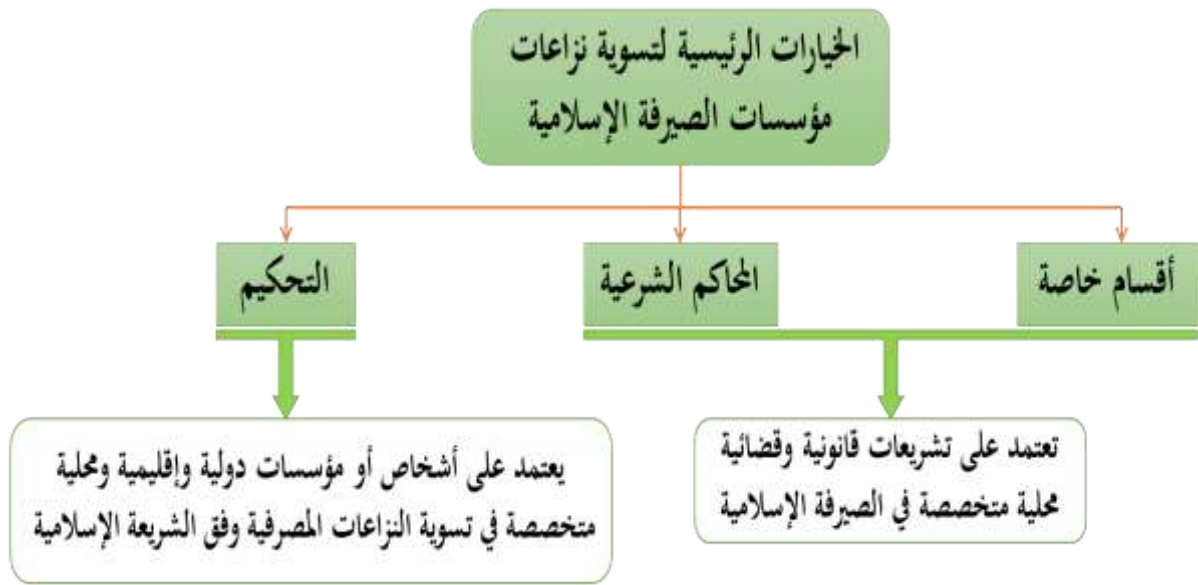 الخيارات الرئيسية لتسوية نزاعات
مؤسسات الصيرفة الإسلامية
أقسام خاصة
المحاكم الشرعية
التحكيم
تعتمد على تشريعات قانونية وقضائية
محلية متخصصة في الصيرفة الإسلامية
يعتمد على أشخاص أو مؤسسات دولية وإقليمية ومحلية
متخصصة في تسوية النزاعات المصرفية وفق الشريعة الإسلامية